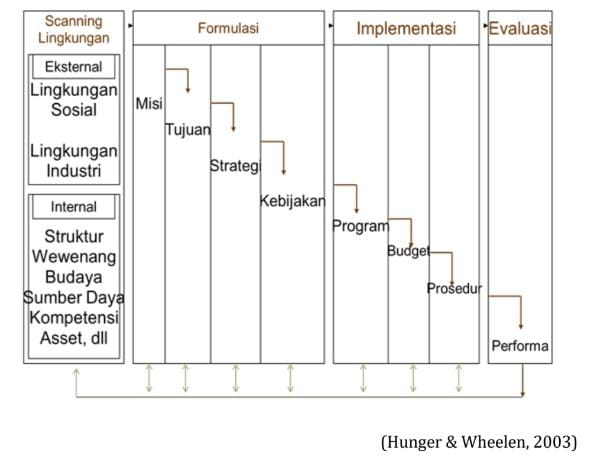 Scanning
Lingkungan
Formulasi
Implementasi
Evaluasi
Eksternal
Lingkungan
Sosial
Lingkungan
Industri
Internal
Struktur
Wewenang
Budaya
Sumber Daya
Kompetensi
Asset, dll
Misi
Tujuan
Strategi
Kebijakan
Program
Budget
Prosedur
Performa
(Hunger & Wheelen, 2003)